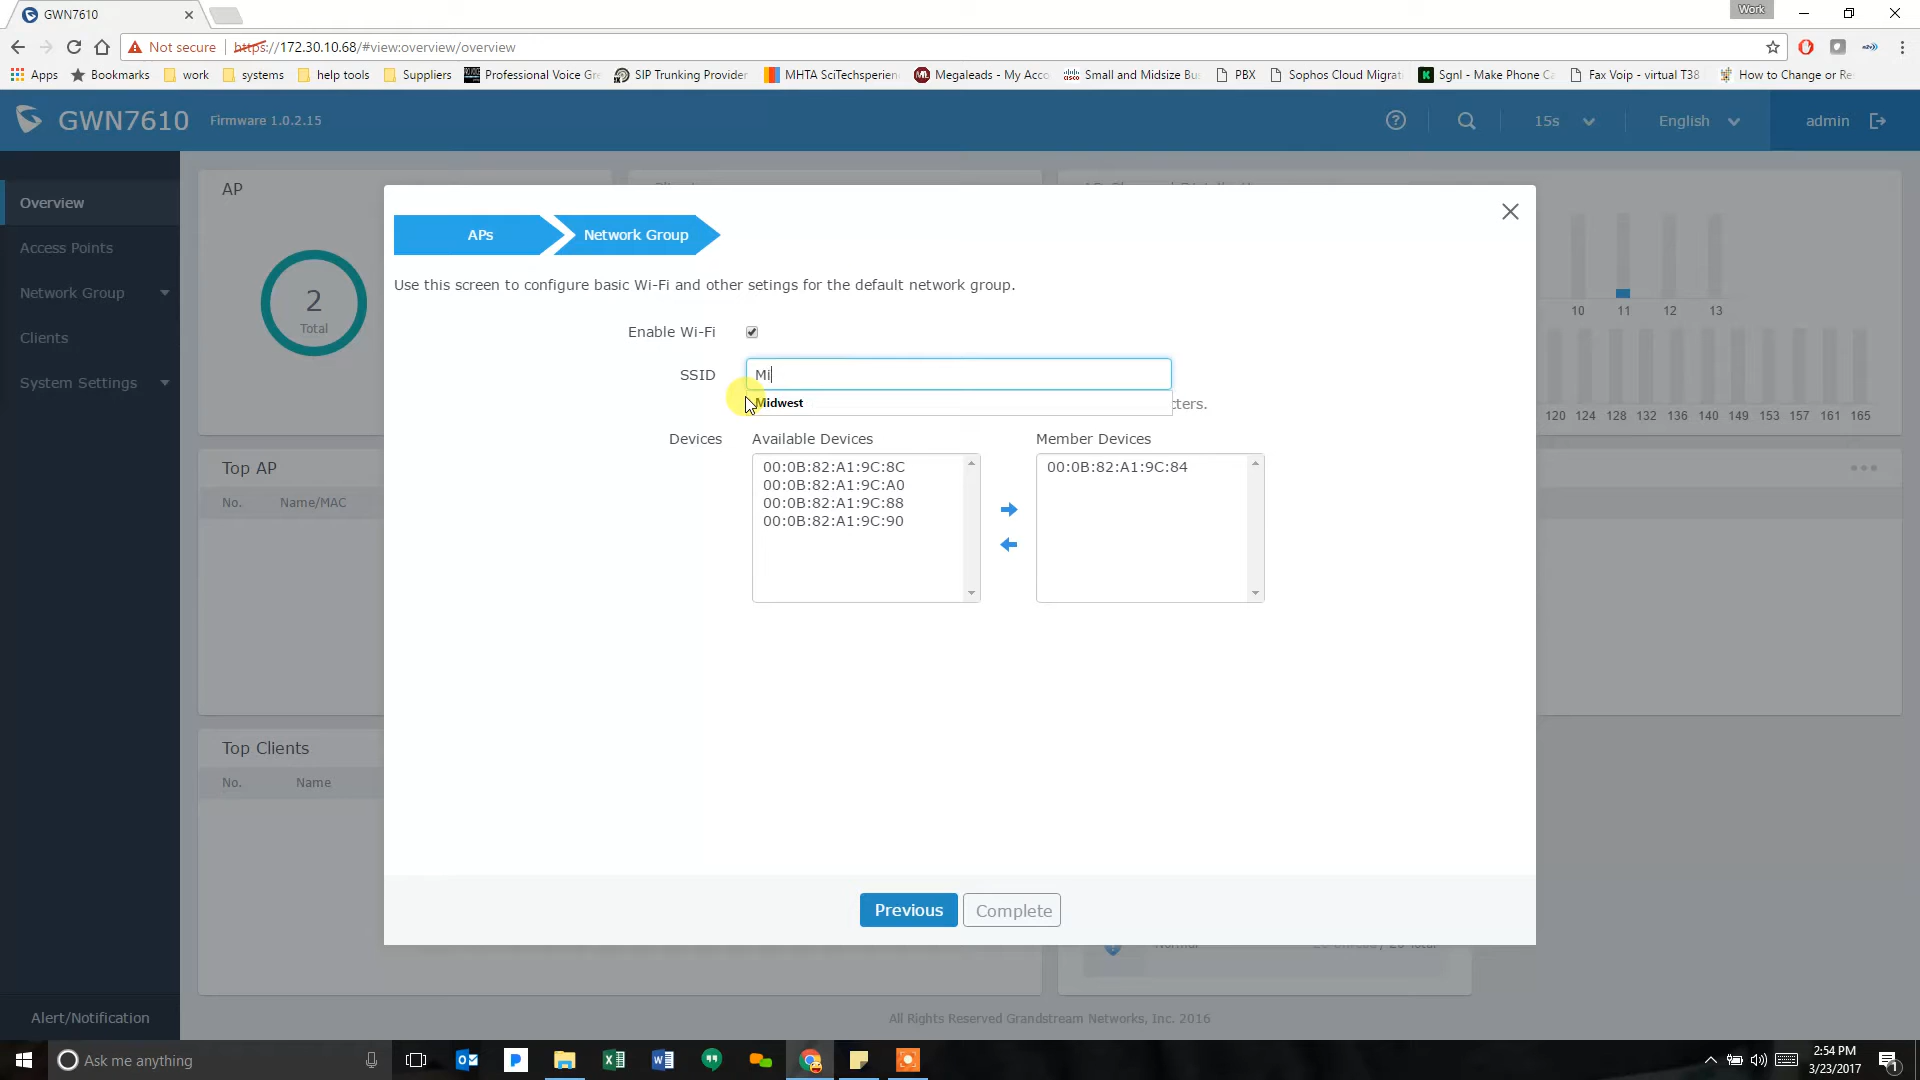 GWN7610
Work
Not secure https://172.30.10.68/#view:overview/overview
Apps Bookmarks work systems help tools Suppliers Professional Voice Gr SIP Trunking Provider MHTA SciTechsperien Megaleads - My Acco Small and Midsize Bu PBX Sophos Cloud Migrat Sgnl - Make Phone Ca Fax Voip - virtual T38 How to Change or Re
GWN7610 Firmware 1.0.2.15 15s English admin
Overview
Access Points
Network Group
Clients
System Settings
Alert/Notification
AP
2
Total
APs Network Group
Use this screen to configure basic Wi-Fi and other setings for the default network group.
Enable Wi-Fi
SSID Mi
Midwest
cters.
Devices Available Devices Member Devices
00:0B:82:A1:9C:8C
00:0B:82:A1:9C:A0
00:0B:82:A1:9C:88
00:0B:82:A1:9C:90
00:0B:82:A1:9C:84
Previous Complete
10 11 12 13
120 124 128 132 136 140 149 153 157 161 165
Top AP
No. Name/MAC
Top Clients
No. Name
All Rights Reserved Grandstream Networks, Inc. 2016
Ask me anything
2:54 PM
3/23/2017
1